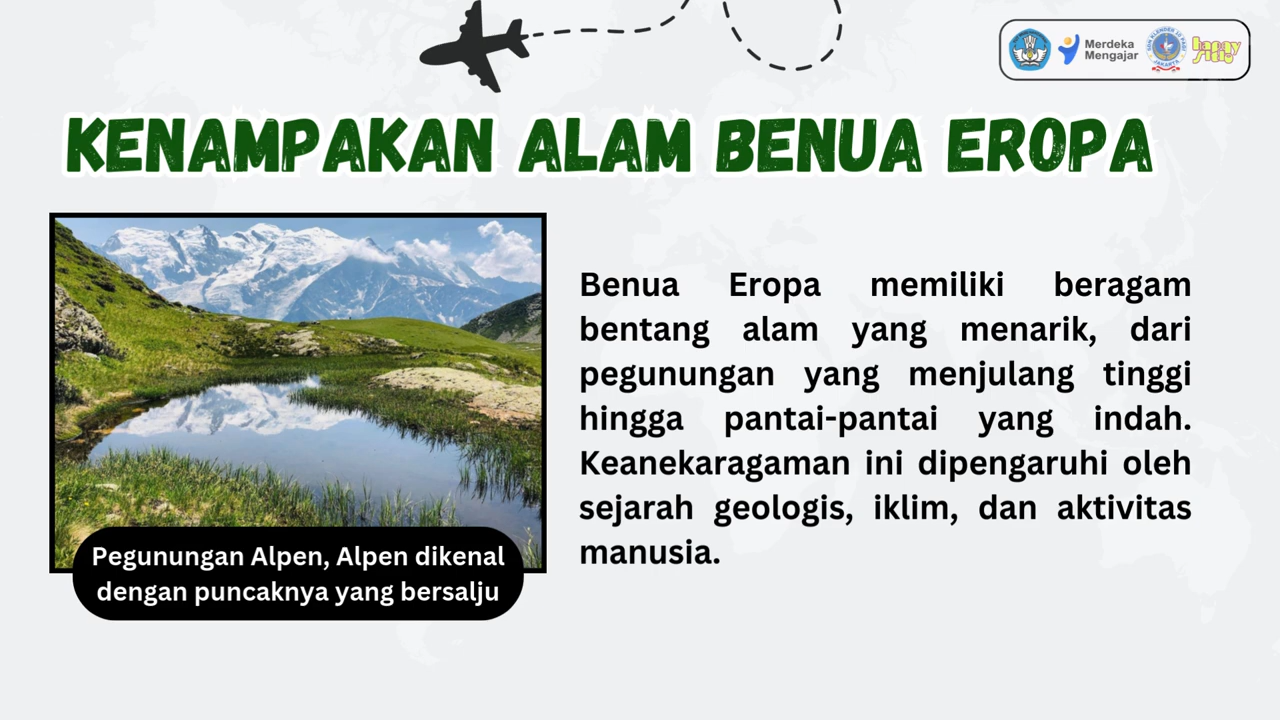 Merdeka
Mengajar
KENAMPAKAN ALAM BENUA EROPA
Benua Eropa memiliki beragam
bentang alam yang menarik, dari
pegunungan yang menjulang tinggi
hingga pantai-pantai yang indah.
Keanekaragaman ini dipengaruhi oleh
sejarah geologis, iklim, dan aktivitas
manusia.
Pegunungan Alpen, Alpen dikenal
dengan puncaknya yang bersalju